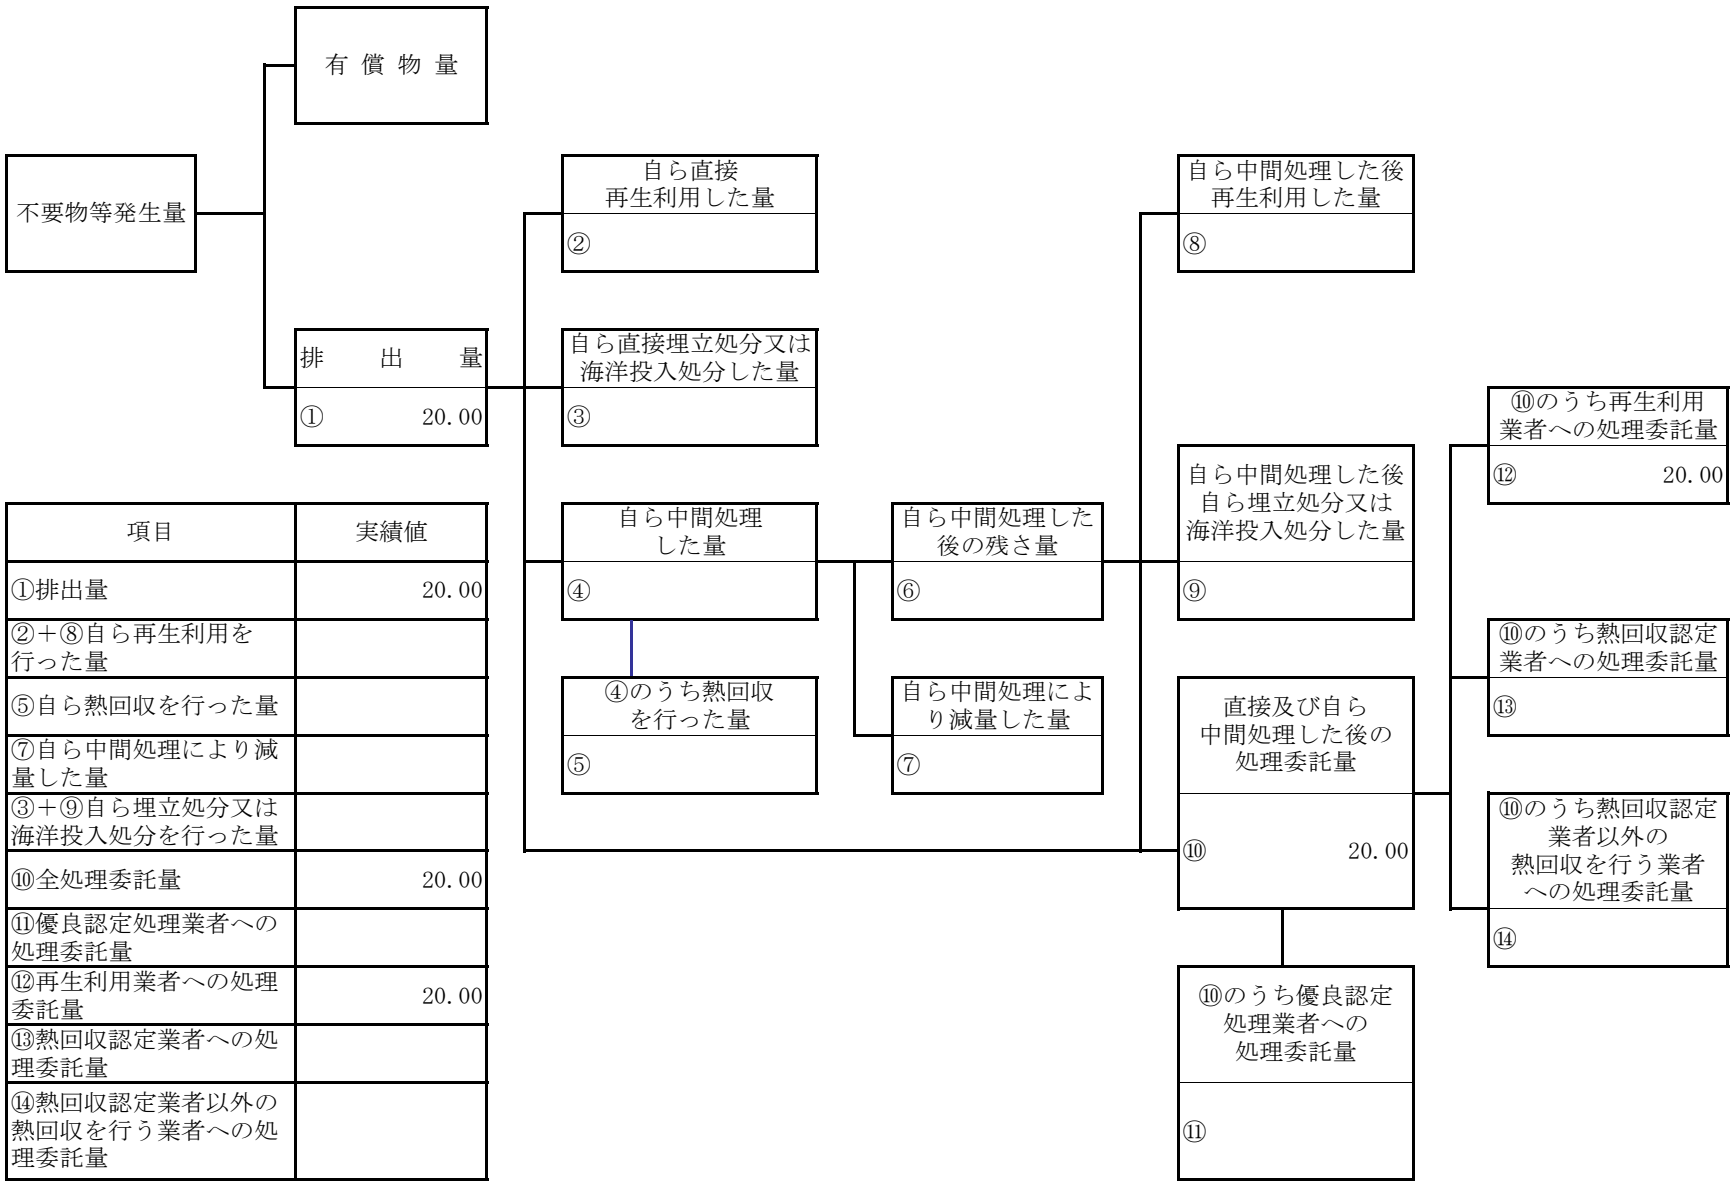 有償物量
不要物等発生量
自ら直接
再生利用した量
②
自ら中間処理した後
再生利用した量
⑧
排出量
① 20.00
自ら直接埋立処分又は
海洋投入処分した量
③
⑩のうち再生利用
業者への処理委託量
⑫ 20.00
自ら中間処理した後
自ら埋立処分又は
海洋投入処分した量
⑨
自ら中間処理
した量
④
自ら中間処理した
後の残さ量
⑥
⑩のうち熱回収認定
業者への処理委託量
⑬
④のうち熱回収
を行った量
⑤
自ら中間処理によ
り減量した量
⑦
直接及び自ら
中間処理した後の
処理委託量
⑩ 20.00
⑩のうち熱回収認定
業者以外の
熱回収を行う業者
への処理委託量
⑭
⑩のうち優良認定
処理業者への
処理委託量
⑪
項目 実績値
①排出量 20.00
②＋⑧自ら再生利用を
行った量
⑤自ら熱回収を行った量
⑦自ら中間処理により減
量した量
③＋⑨自ら埋立処分又は
海洋投入処分を行った量
⑩全処理委託量 20.00
⑪優良認定処理業者への
処理委託量
⑫再生利用業者への処理
委託量 20.00
⑬熱回収認定業者への処
理委託量
⑭熱回収認定業者以外の
熱回収を行う業者への処
理委託量